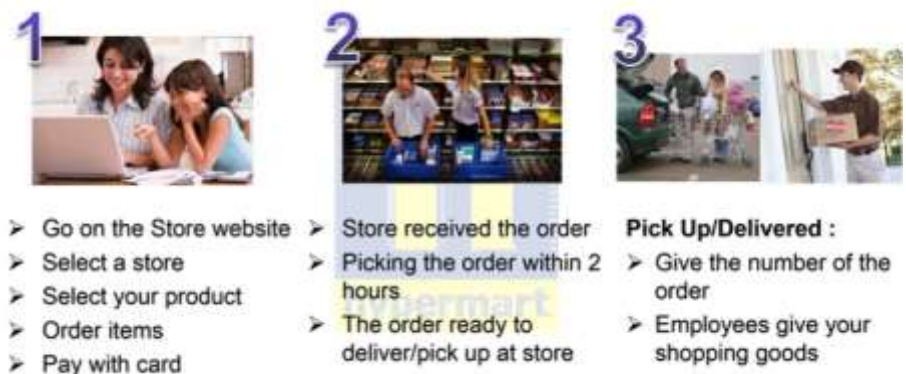 1
Go on the Store website
Select a store
Select your product
Order items
Pay with card
2
Store received the order
Picking the order within 2
hours
The order ready to
deliver/pick up at store
3
Pick Up/Delivered :
Give the number of the
order
Employees give your
shopping goods
hypermart